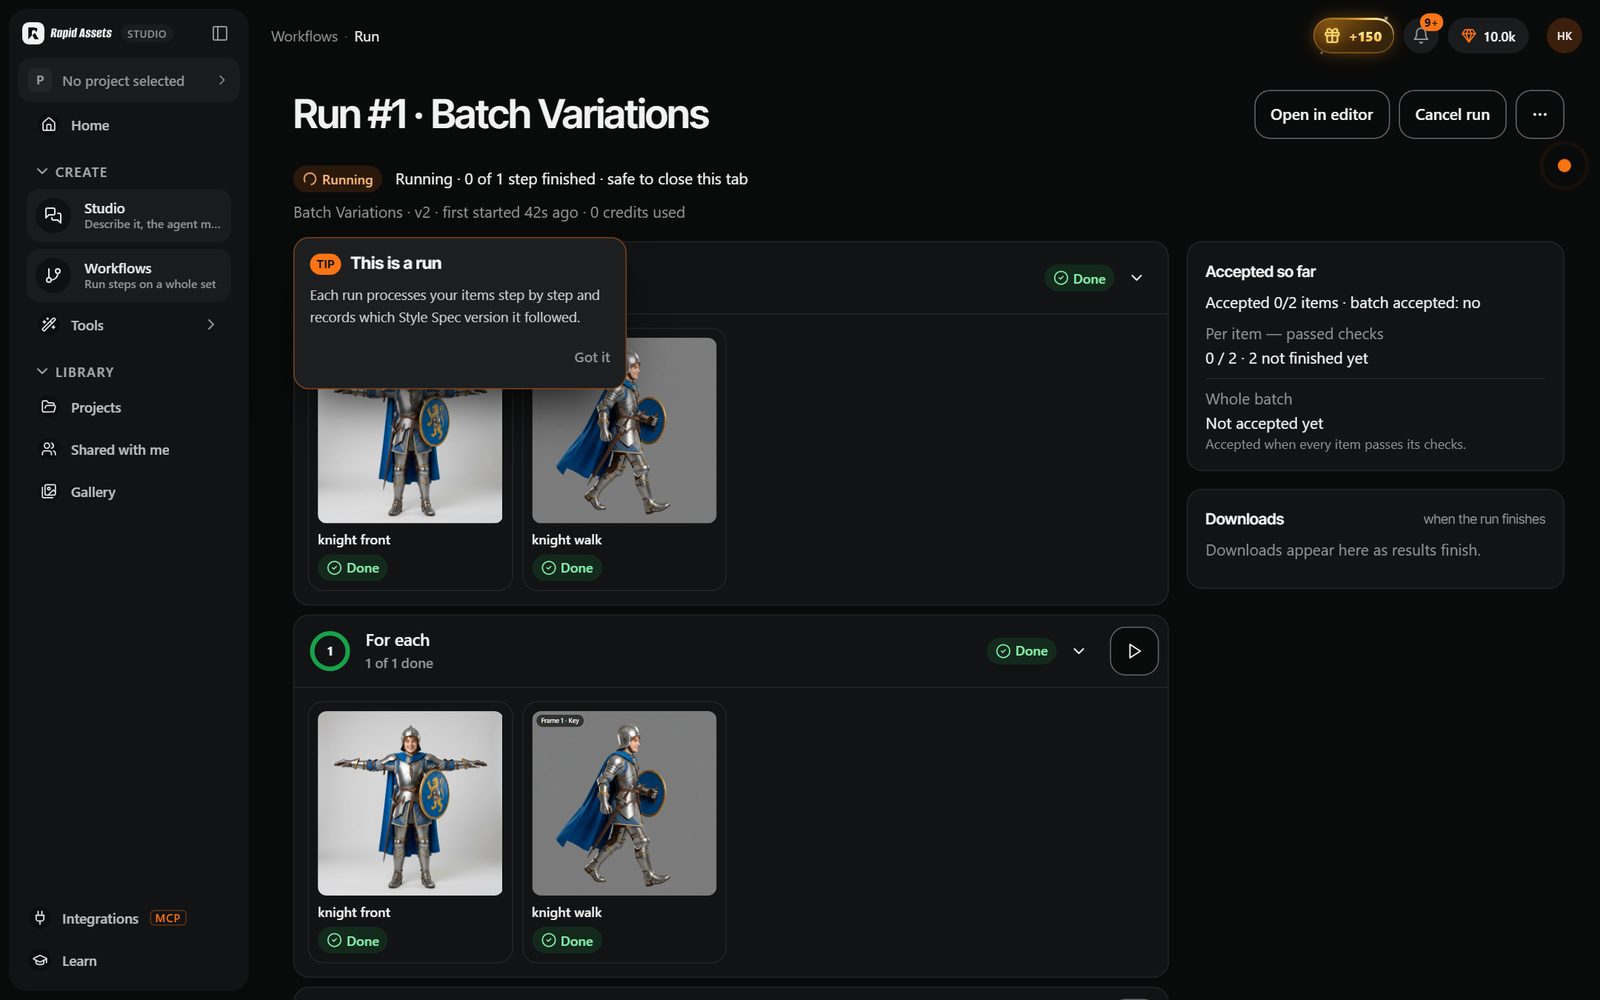 Rapid Assets STUDIO
P No project selected
Home
CREATE
Studio
Describe it, the agent m...
Workflows
Run steps on a whole set
Tools
LIBRARY
Projects
Shared with me
Gallery
Integrations MCP
Learn
Workflows · Run
+150
9+
10.0k
HK
Run #1 · Batch Variations
Open in editor
Cancel run
Running
Running · 0 of 1 step finished · safe to close this tab
Batch Variations · v2 · first started 42s ago · 0 credits used
TIP This is a run
Each run processes your items step by step and
records which Style Spec version it followed.
Got it
Done
knight front
Done
knight walk
Done
1
For each
1 of 1 done
Done
Frame 1 · Key
knight front
Done
knight walk
Done
Accepted so far
Accepted 0/2 items · batch accepted: no
Per item — passed checks
0 / 2 · 2 not finished yet
Whole batch
Not accepted yet
Accepted when every item passes its checks.
Downloads when the run finishes
Downloads appear here as results finish.